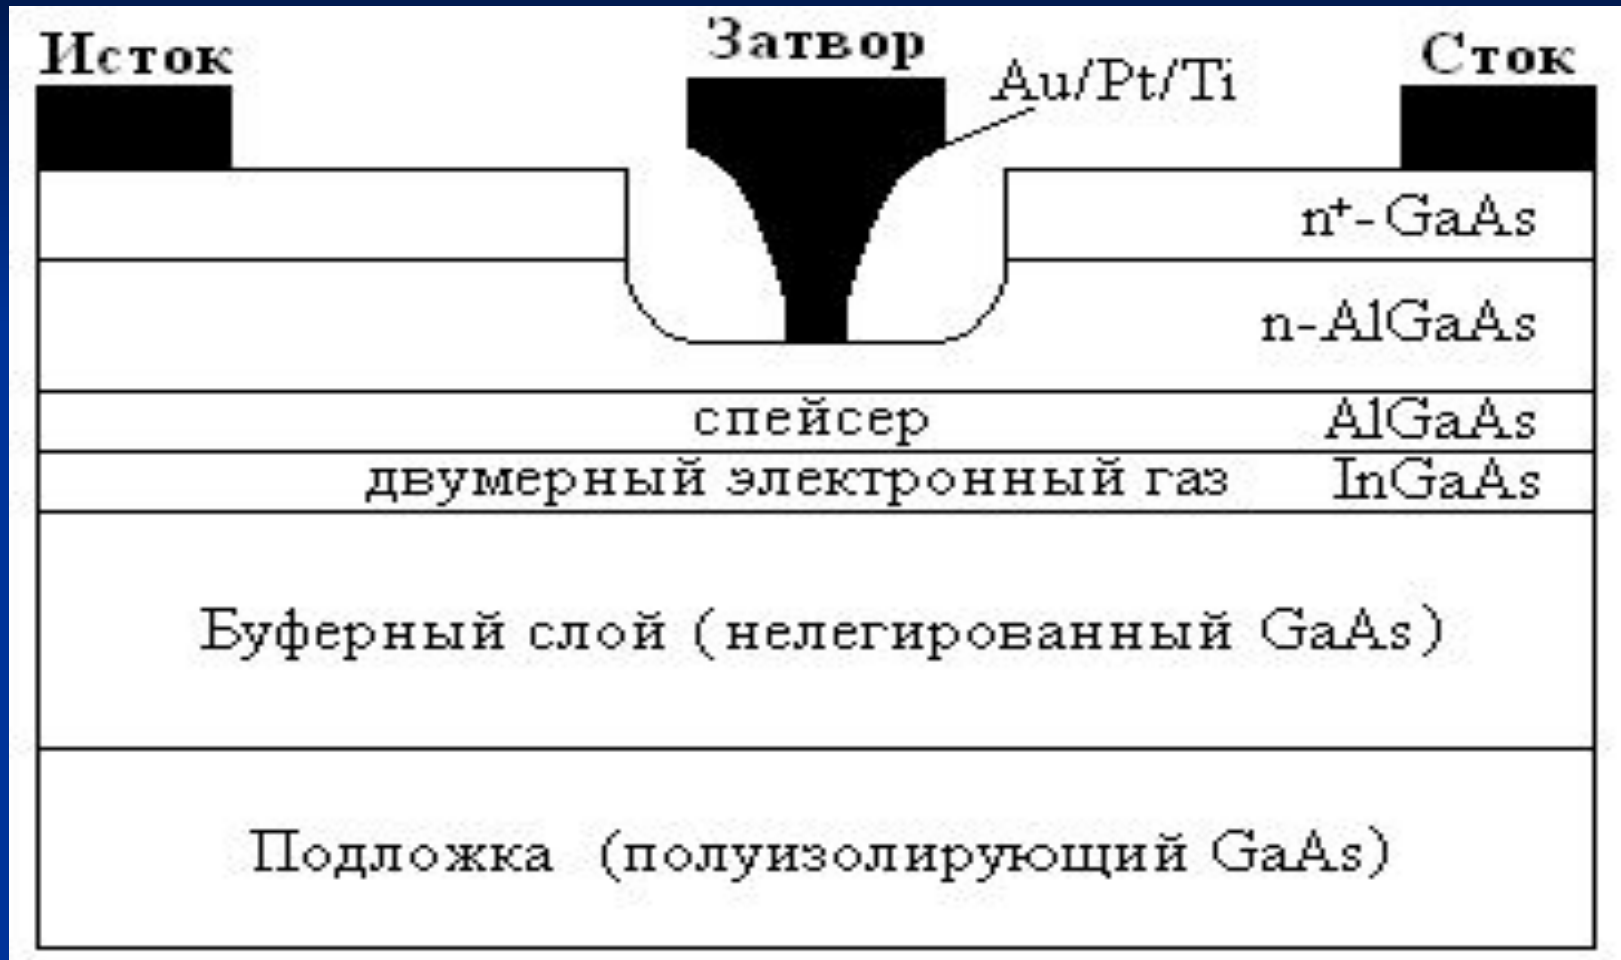 Исток Затвор Сток
Au/Pt/Ti
n⁺- GaAs
n-AlGaAs
спейсер AlGaAs
двумерный электронный газ InGaAs
Буферный слой (нелегированный GaAs)
Подложка (полуизолирующий GaAs)